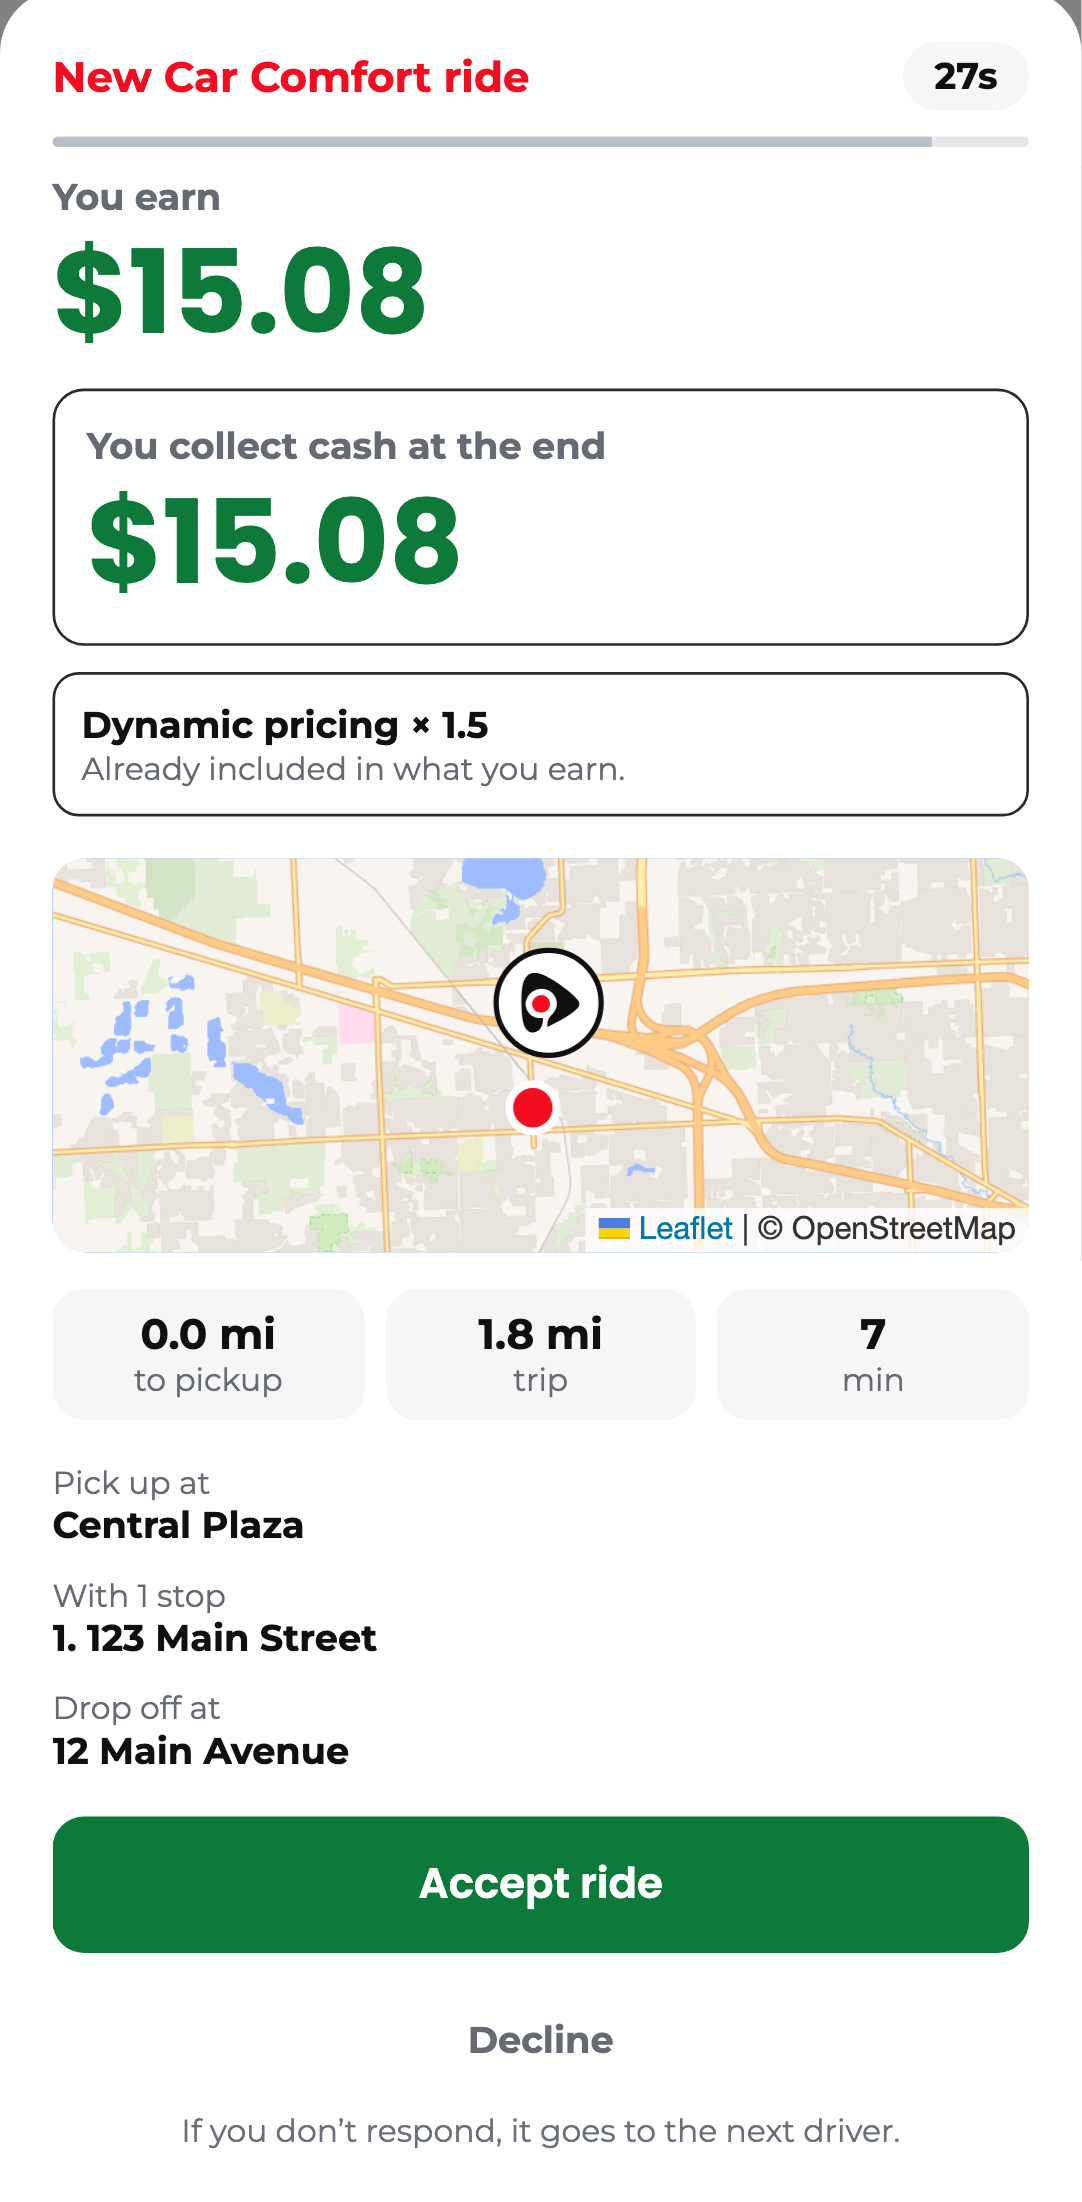 New Car Comfort ride
27s
You earn
$15.08
You collect cash at the end
$15.08
Dynamic pricing × 1.5
Already included in what you earn.
Leaflet | © OpenStreetMap
0.0 mi
to pickup
1.8 mi
trip
7
min
Pick up at
Central Plaza
With 1 stop
1. 123 Main Street
Drop off at
12 Main Avenue
Accept ride
Decline
If you don’t respond, it goes to the next driver.